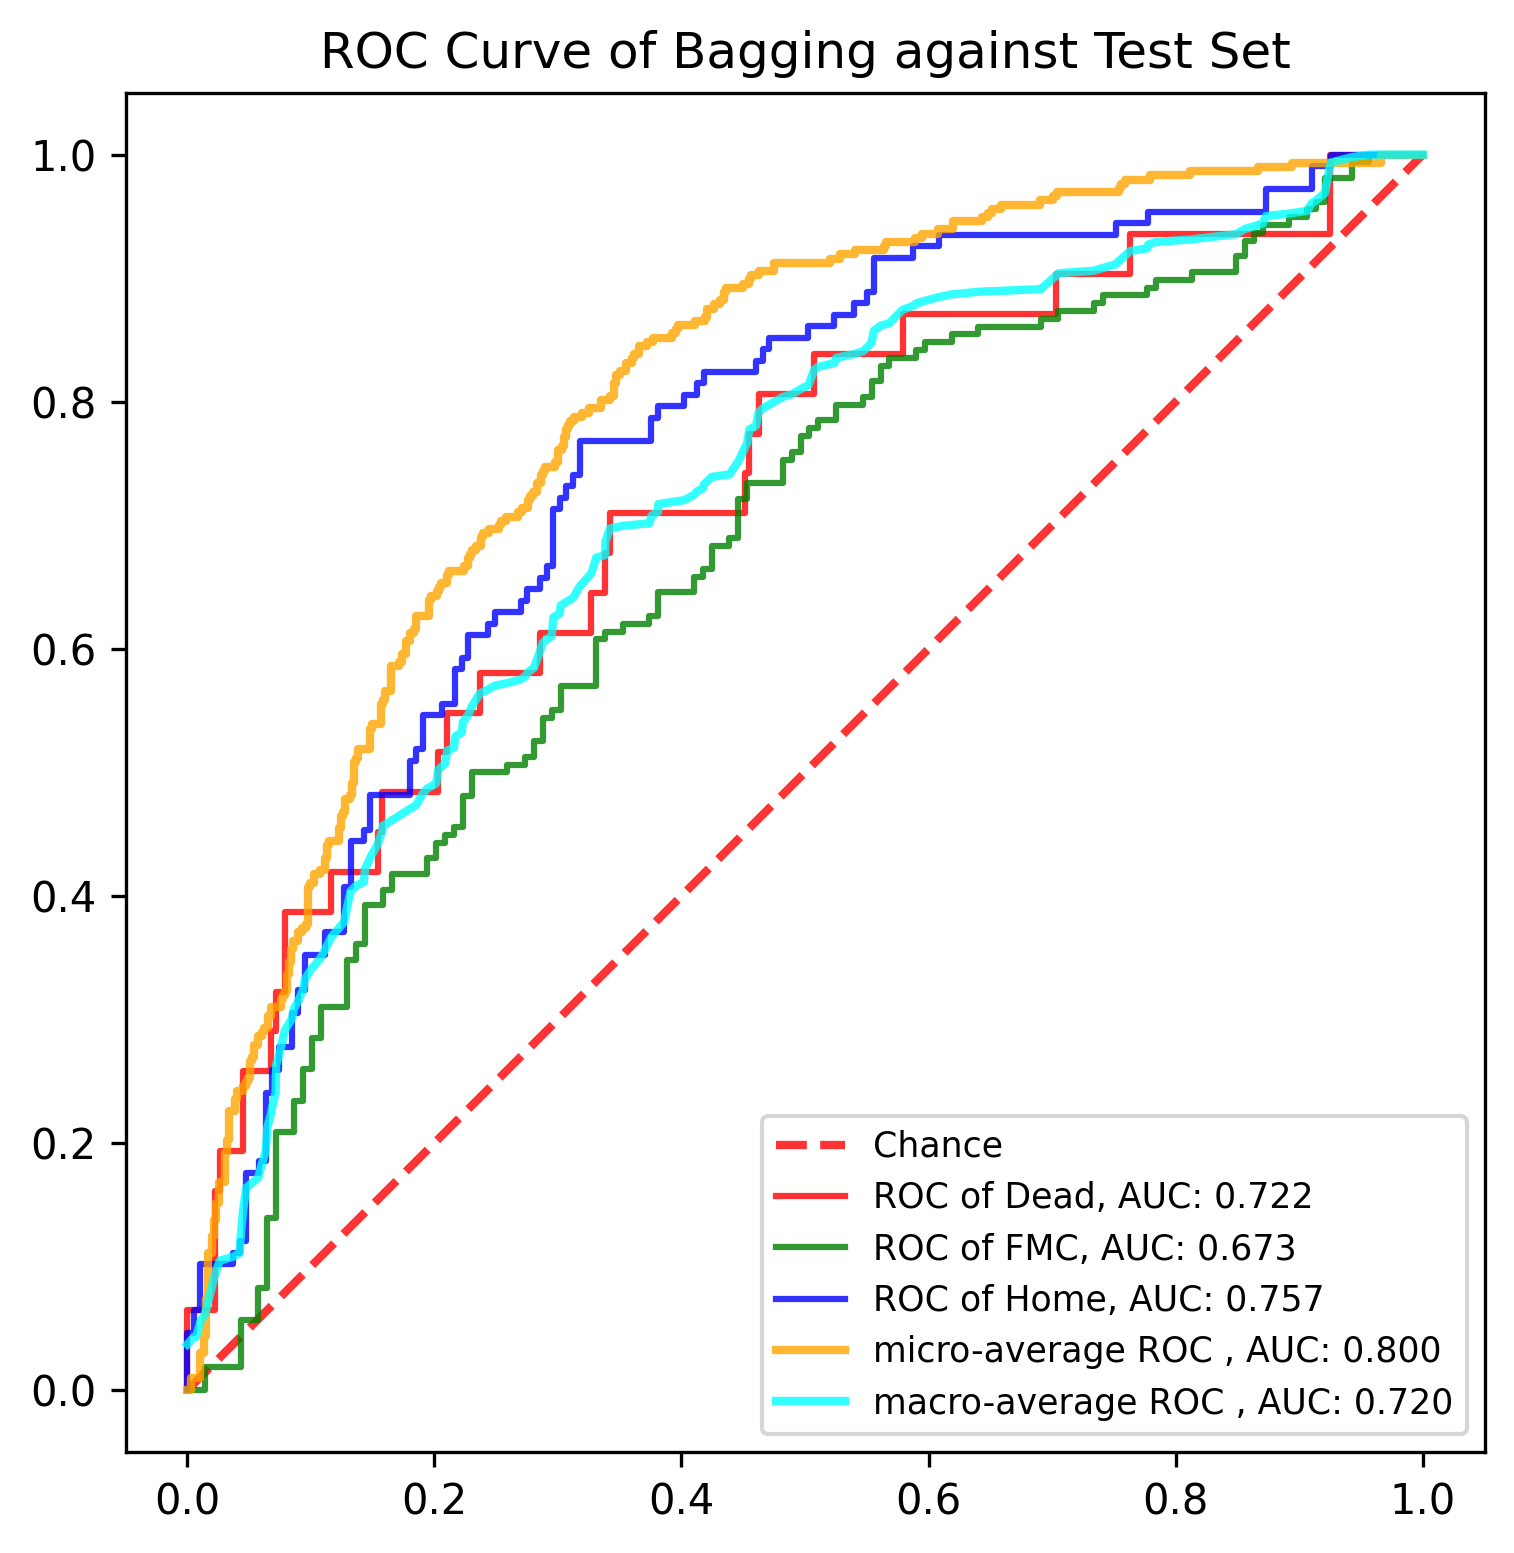 ROC Curve of Bagging against Test Set
1.0
0.8
0.6
0.4
0.2
0.0
Chance
ROC of Dead, AUC: 0.722
ROC of FMC, AUC: 0.673
ROC of Home, AUC: 0.757
micro-average ROC , AUC: 0.800
macro-average ROC , AUC: 0.720
0.0 0.2 0.4 0.6 0.8 1.0